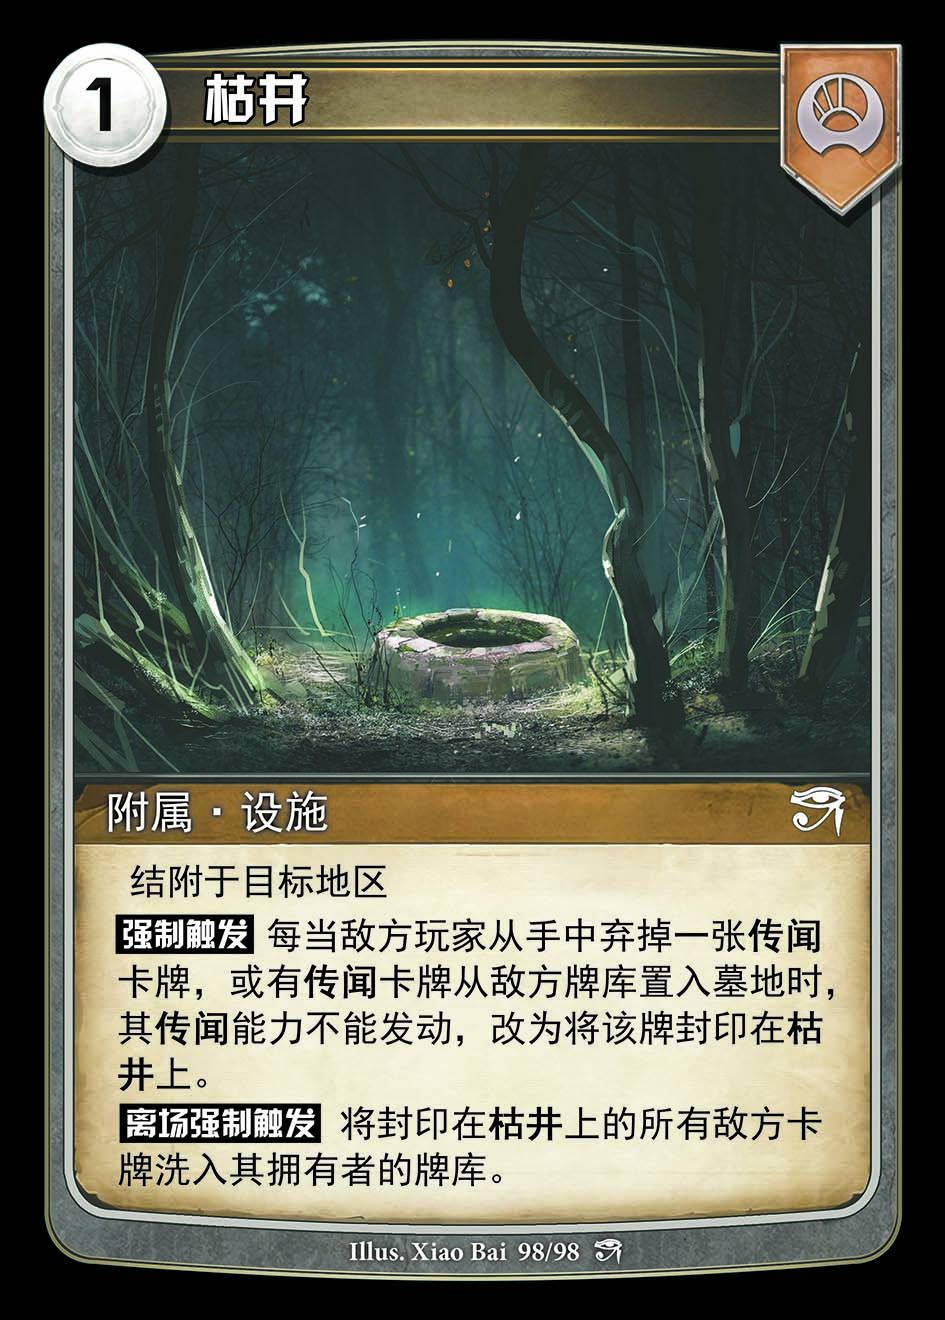 1
枯井
附属·设施
结附于目标地区
强制触发 每当敌方玩家从手中弃掉一张传闻
卡牌，或有传闻卡牌从敌方牌库置入墓地时，
其传闻能力不能发动，改为将该牌封印在枯
井上。
离场强制触发 将封印在枯井上的所有敌方卡
牌洗入其拥有者的牌库。
Illus. Xiao Bai 98/98